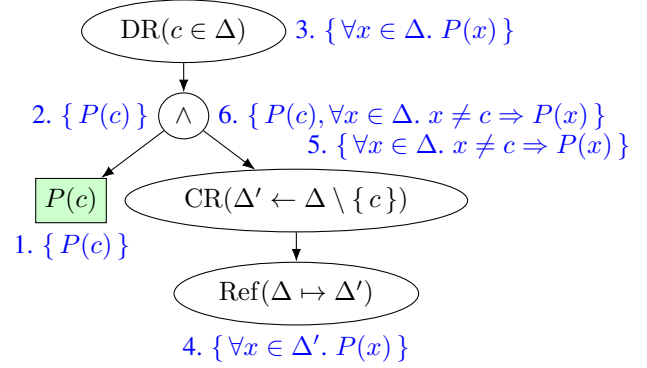 DR(c ∈ Δ) 3. { ∀x ∈ Δ. P(x) }
2. { P(c) } ∧ 6. { P(c), ∀x ∈ Δ. x ≠ c ⇒ P(x) }
5. { ∀x ∈ Δ. x ≠ c ⇒ P(x) }
P(c) CR(Δ′ ← Δ \ { c })
1. { P(c) }
Ref(Δ ↦ Δ′)
4. { ∀x ∈ Δ′. P(x) }